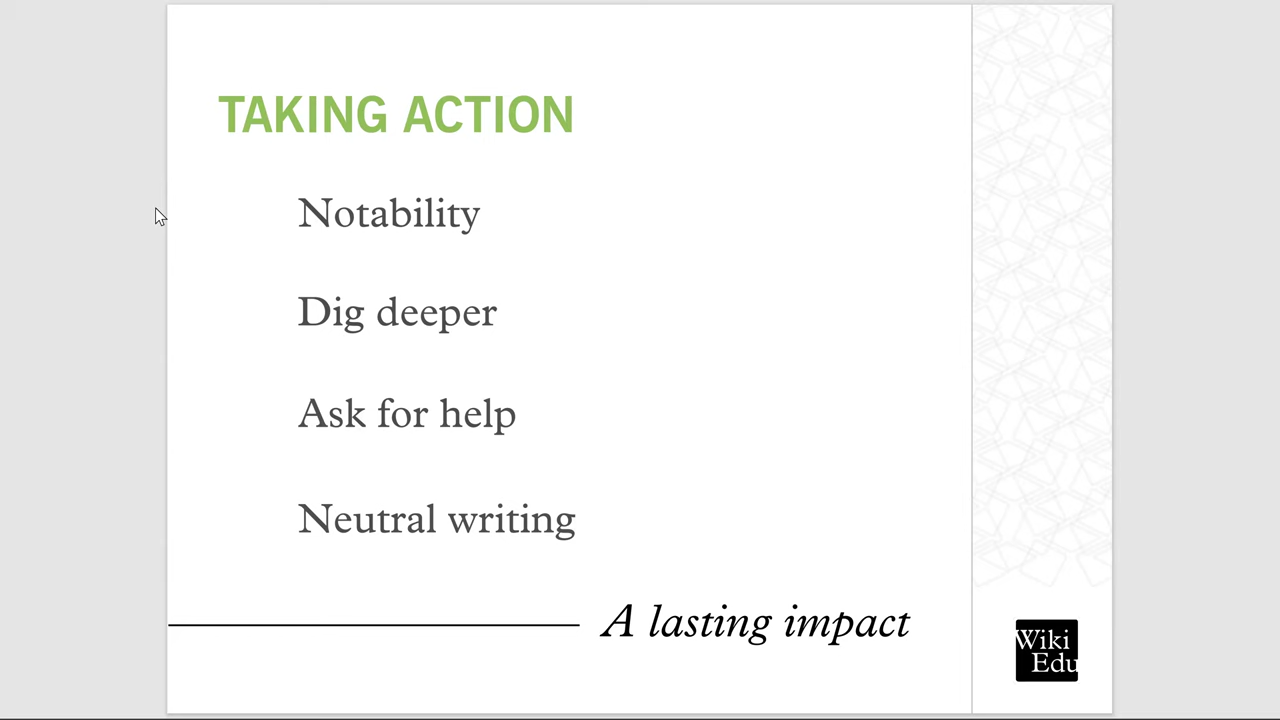 TAKING ACTION
Notability
Dig deeper
Ask for help
Neutral writing
A lasting impact
Wiki
Edu